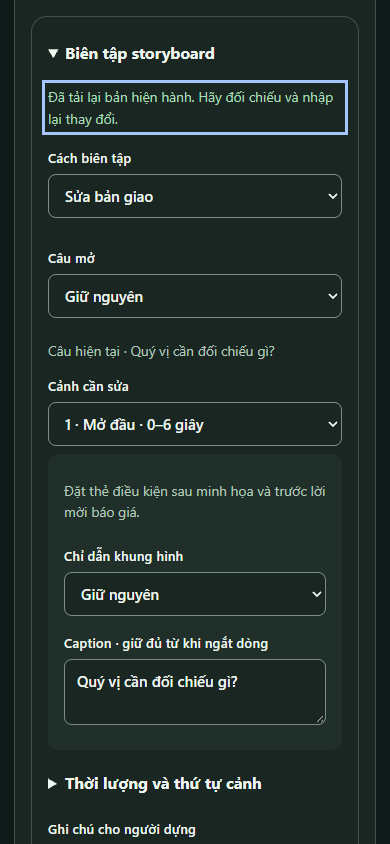 Biên tập storyboard
Đã tải lại bản hiện hành. Hãy đối chiếu và nhập
lại thay đổi.
Cách biên tập
Sửa bản giao
Câu mở
Giữ nguyên
Câu hiện tại · Quý vị cần đối chiếu gì?
Cảnh cần sửa
1 · Mở đầu · 0–6 giây
Đặt thẻ điều kiện sau minh họa và trước lời
mời báo giá.
Chỉ dẫn khung hình
Giữ nguyên
Caption · giữ đủ từ khi ngắt dòng
Quý vị cần đối chiếu gì?
Thời lượng và thứ tự cảnh
Ghi chú cho người dựng